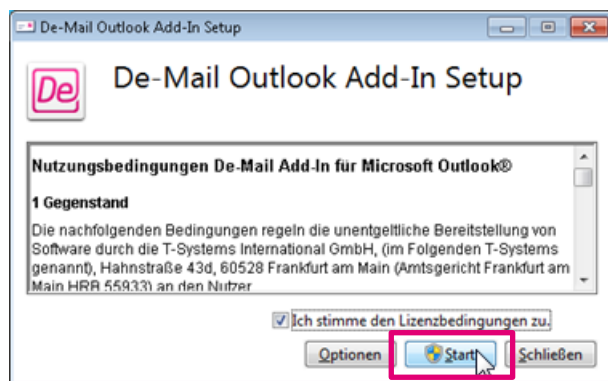 De-Mail Outlook Add-In Setup
De
De-Mail Outlook Add-In Setup
Nutzungsbedingungen De-Mail Add-In für Microsoft Outlook®
1 Gegenstand
Die nachfolgenden Bedingungen regeln die unentgeltliche Bereitstellung von
Software durch die T-Systems International GmbH, (im Folgenden T-Systems
genannt), Hahnstraße 43d, 60528 Frankfurt am Main (Amtsgericht Frankfurt am
Main HRB 55933) an den Nutzer
Ich stimme den Lizenzbedingungen zu.
Optionen Start Schließen